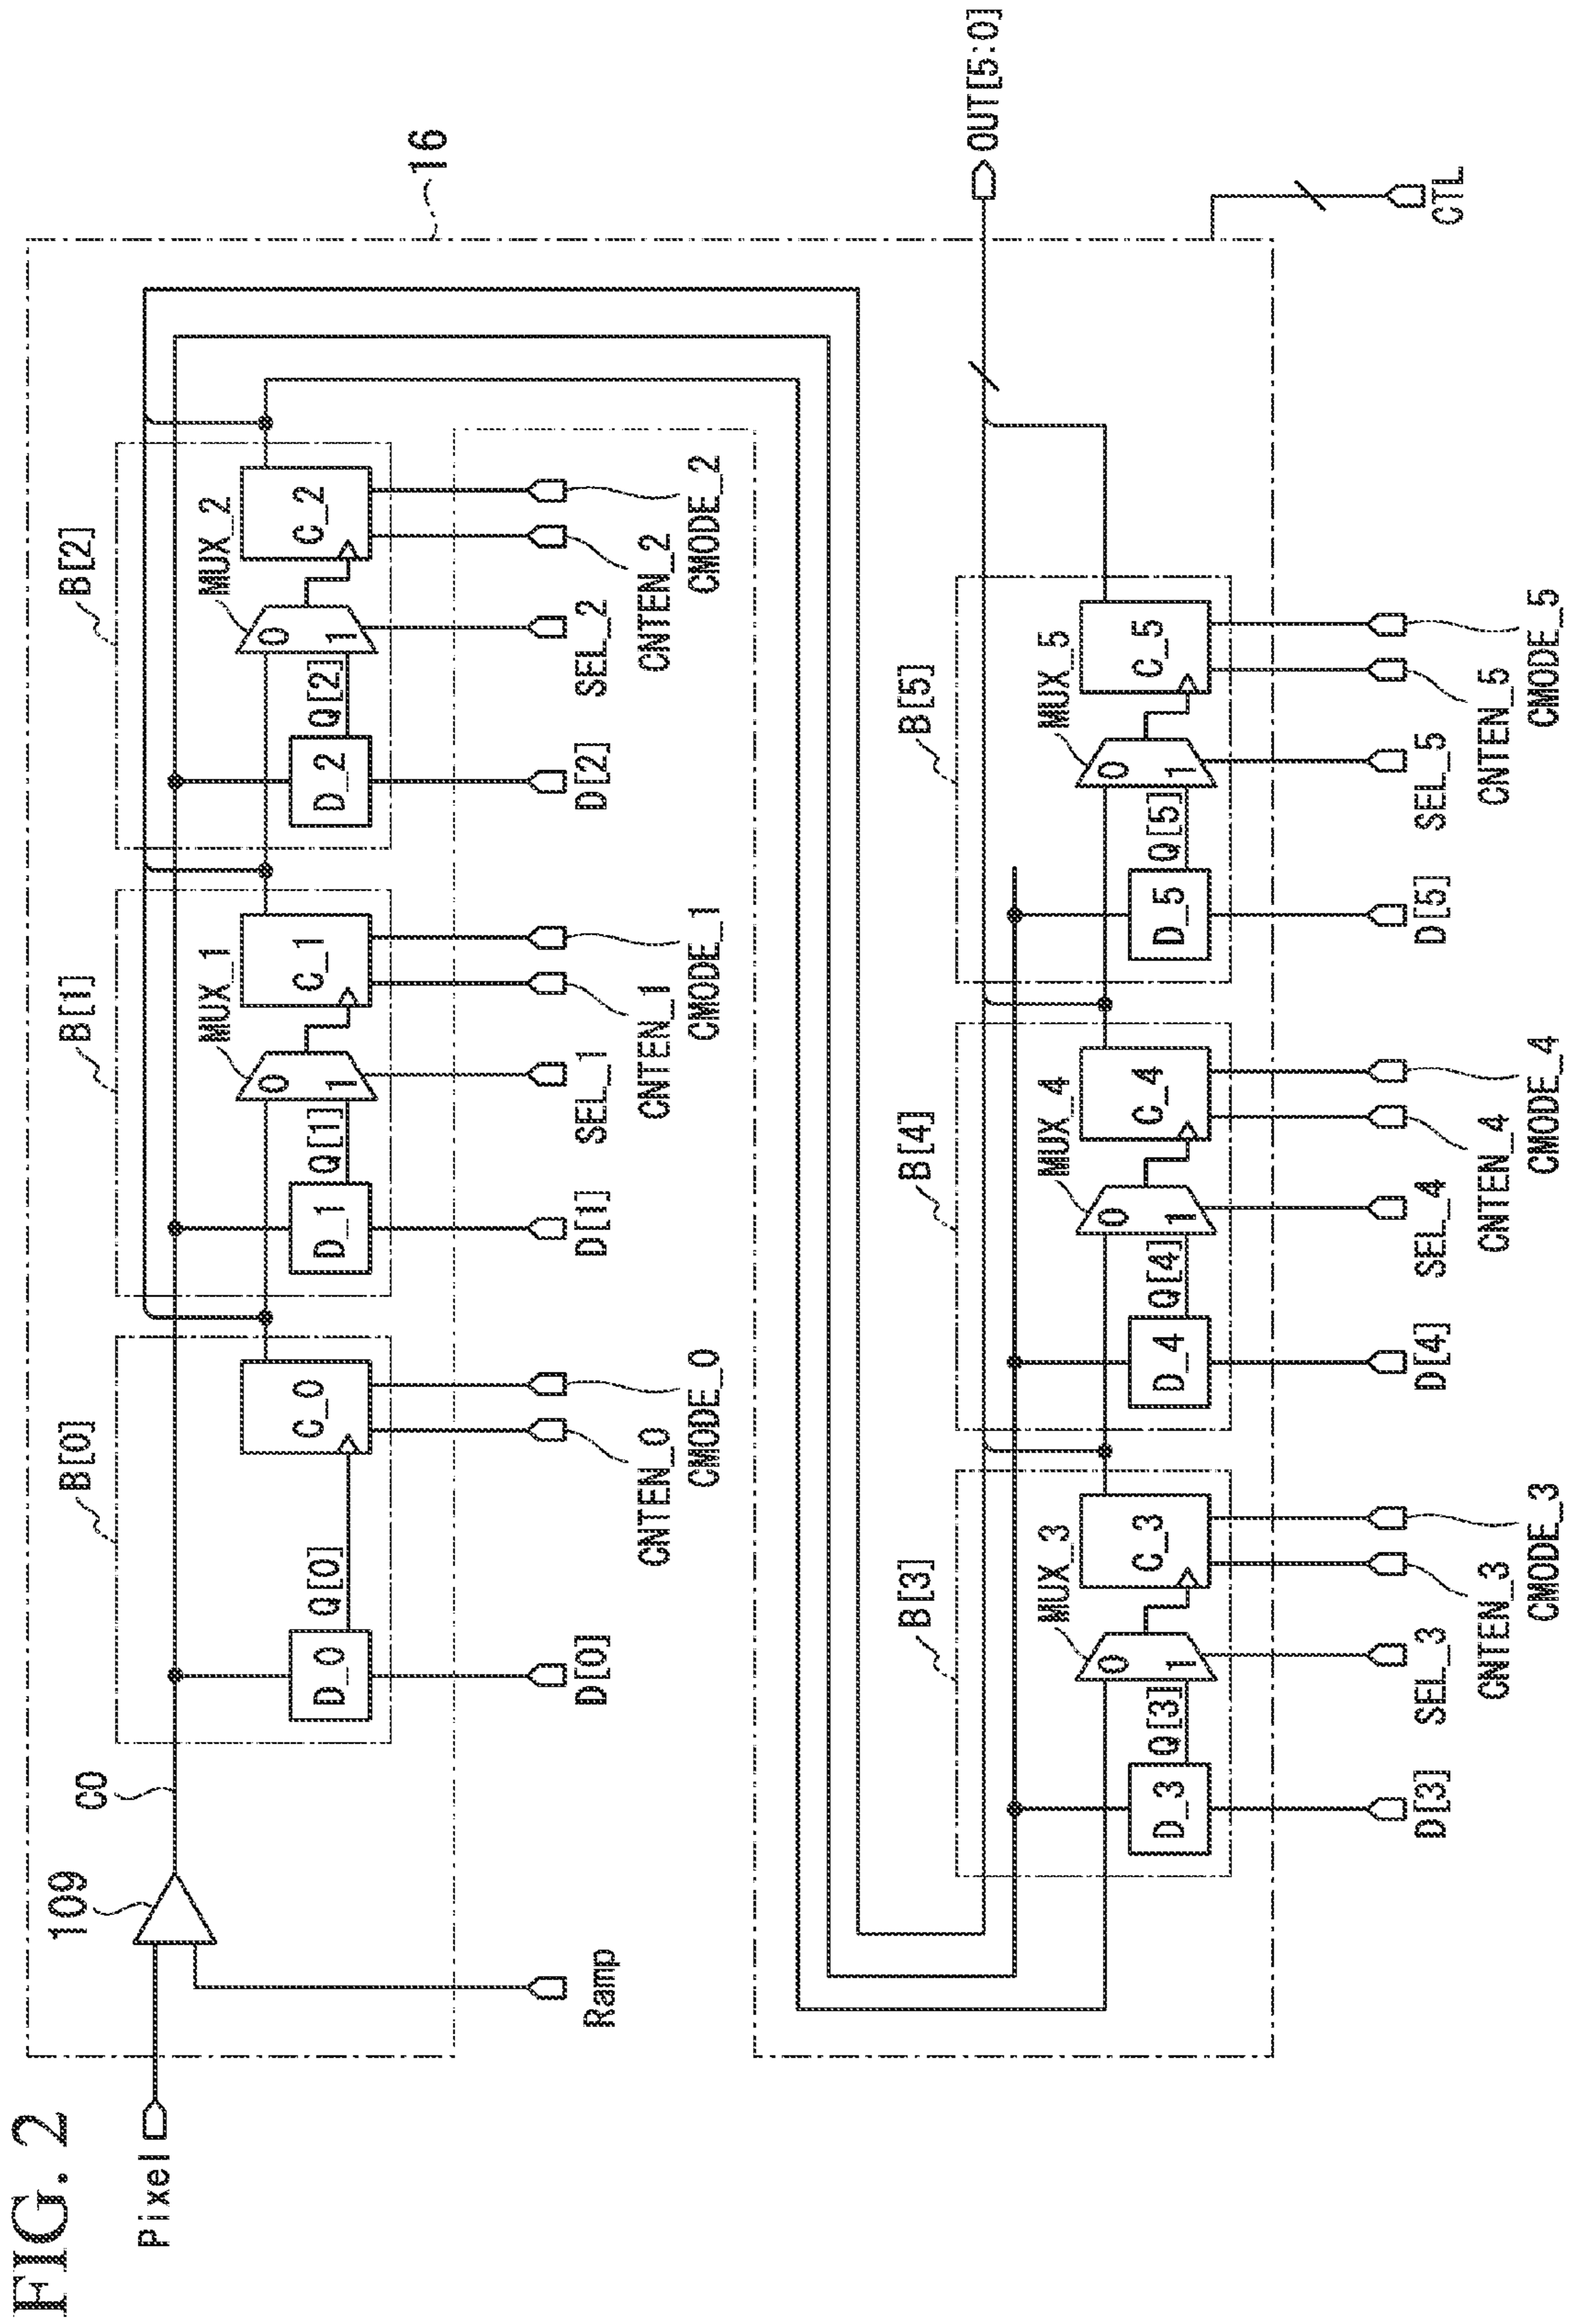 FIG. 2
16
Pixel
109
CO
Ramp
B[0]
D_0
Q[0]
C_0
D[0]
CNTEN_0
CMODE_0
B[1]
MUX_1
D_1
Q[1]
0
1
C_1
D[1]
SEL_1
CNTEN_1
CMODE_1
B[2]
MUX_2
D_2
Q[2]
0
1
C_2
D[2]
SEL_2
CNTEN_2
CMODE_2
B[3]
MUX_3
D_3
Q[3]
0
1
C_3
D[3]
SEL_3
CNTEN_3
CMODE_3
B[4]
MUX_4
D_4
Q[4]
0
1
C_4
D[4]
SEL_4
CNTEN_4
CMODE_4
B[5]
MUX_5
D_5
Q[5]
0
1
C_5
D[5]
SEL_5
CNTEN_5
CMODE_5
OUT[5:0]
CTL